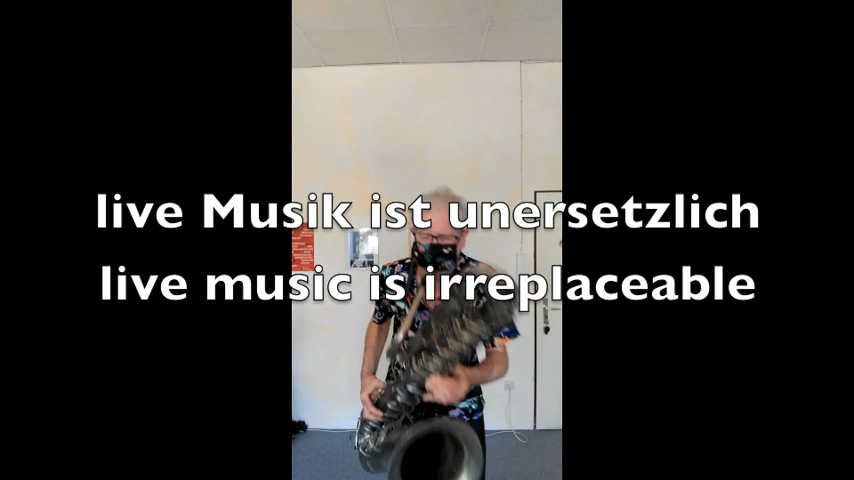 live Musik ist unersetzlich
live music is irreplaceable